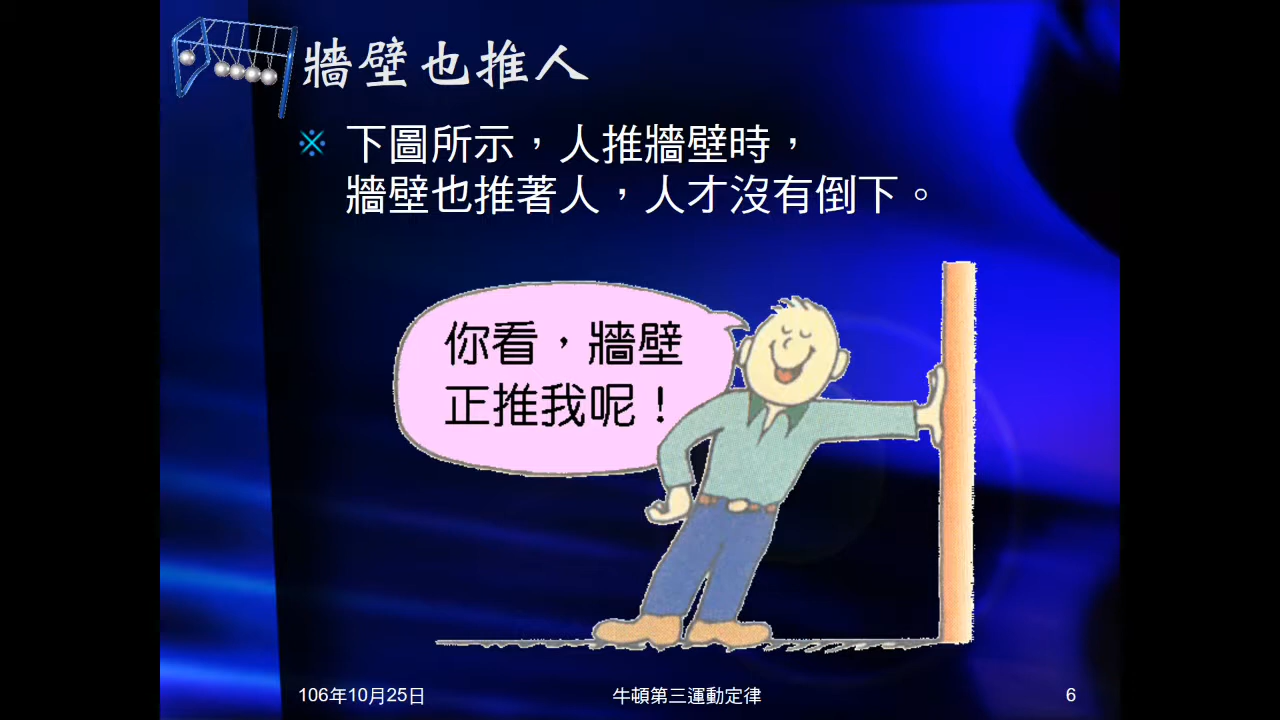 牆壁也推人
※ 下圖所示，人推牆壁時，
牆壁也推著人，人才沒有倒下。
你看，牆壁
正推我呢！
106年10月25日
牛頓第三運動定律
6